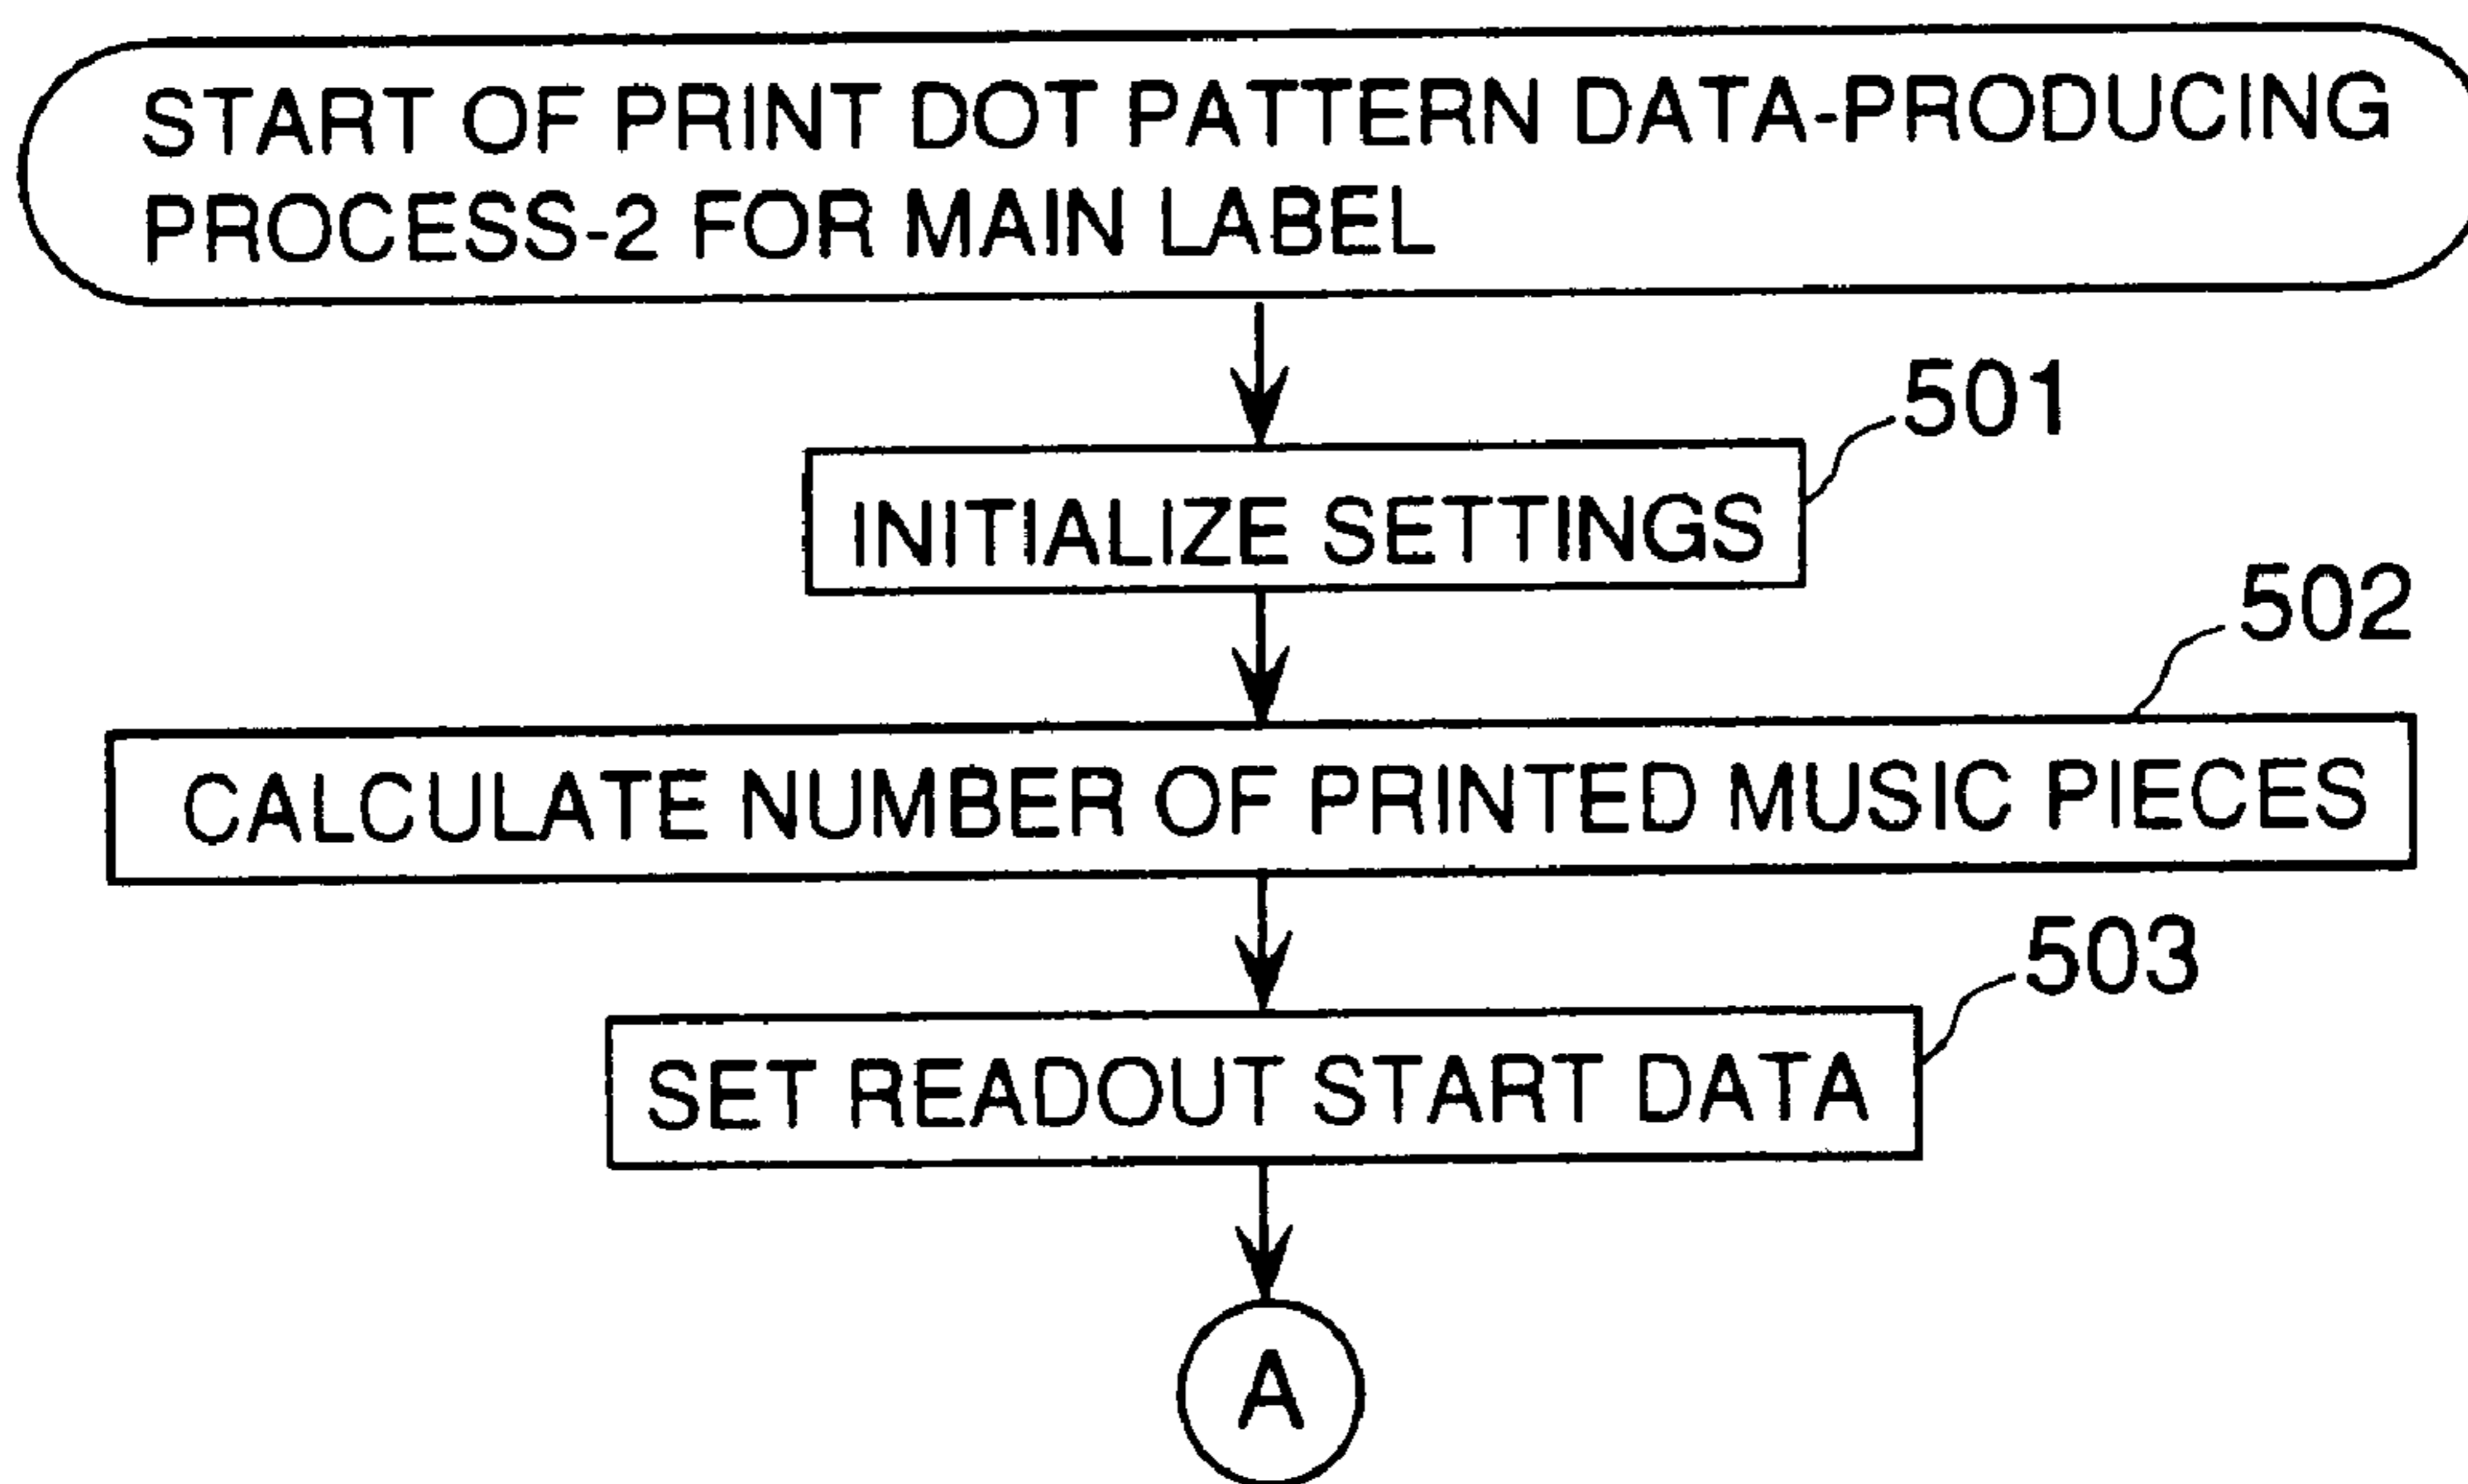 START OF PRINT DOT PATTERN DATA-PRODUCING
PROCESS-2 FOR MAIN LABEL
501
INITIALIZE SETTINGS
502
CALCULATE NUMBER OF PRINTED MUSIC PIECES
503
SET READOUT START DATA
A